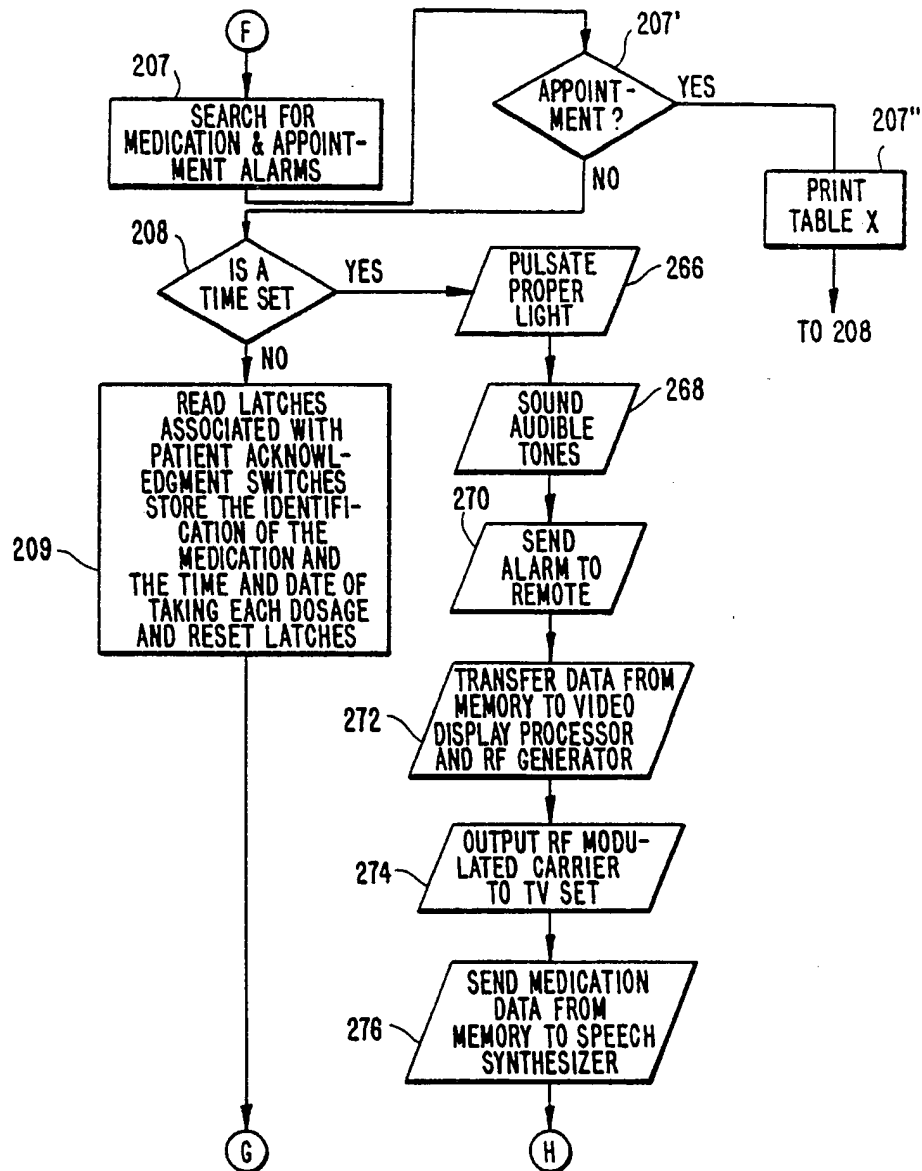 F
207
SEARCH FOR
MEDICATION & APPOINT-
MENT ALARMS
207'
APPOINT-
MENT ?
YES
NO
207"
PRINT
TABLE X
TO 208
208
IS A
TIME SET
YES
NO
PULSATE
PROPER
LIGHT
266
SOUND
AUDIBLE
TONES
268
270
SEND
ALARM TO
REMOTE
209
READ LATCHES
ASSOCIATED WITH
PATIENT ACKNOWL-
EDGMENT SWITCHES
STORE THE IDENTIFI-
CATION OF THE
MEDICATION AND
THE TIME AND DATE OF
TAKING EACH DOSAGE
AND RESET LATCHES
272
TRANSFER DATA FROM
MEMORY TO VIDEO
DISPLAY PROCESSOR
AND RF GENERATOR
274
OUTPUT RF MODU-
LATED CARRIER
TO TV SET
276
SEND MEDICATION
DATA FROM
MEMORY TO SPEECH
SYNTHESIZER
G
H